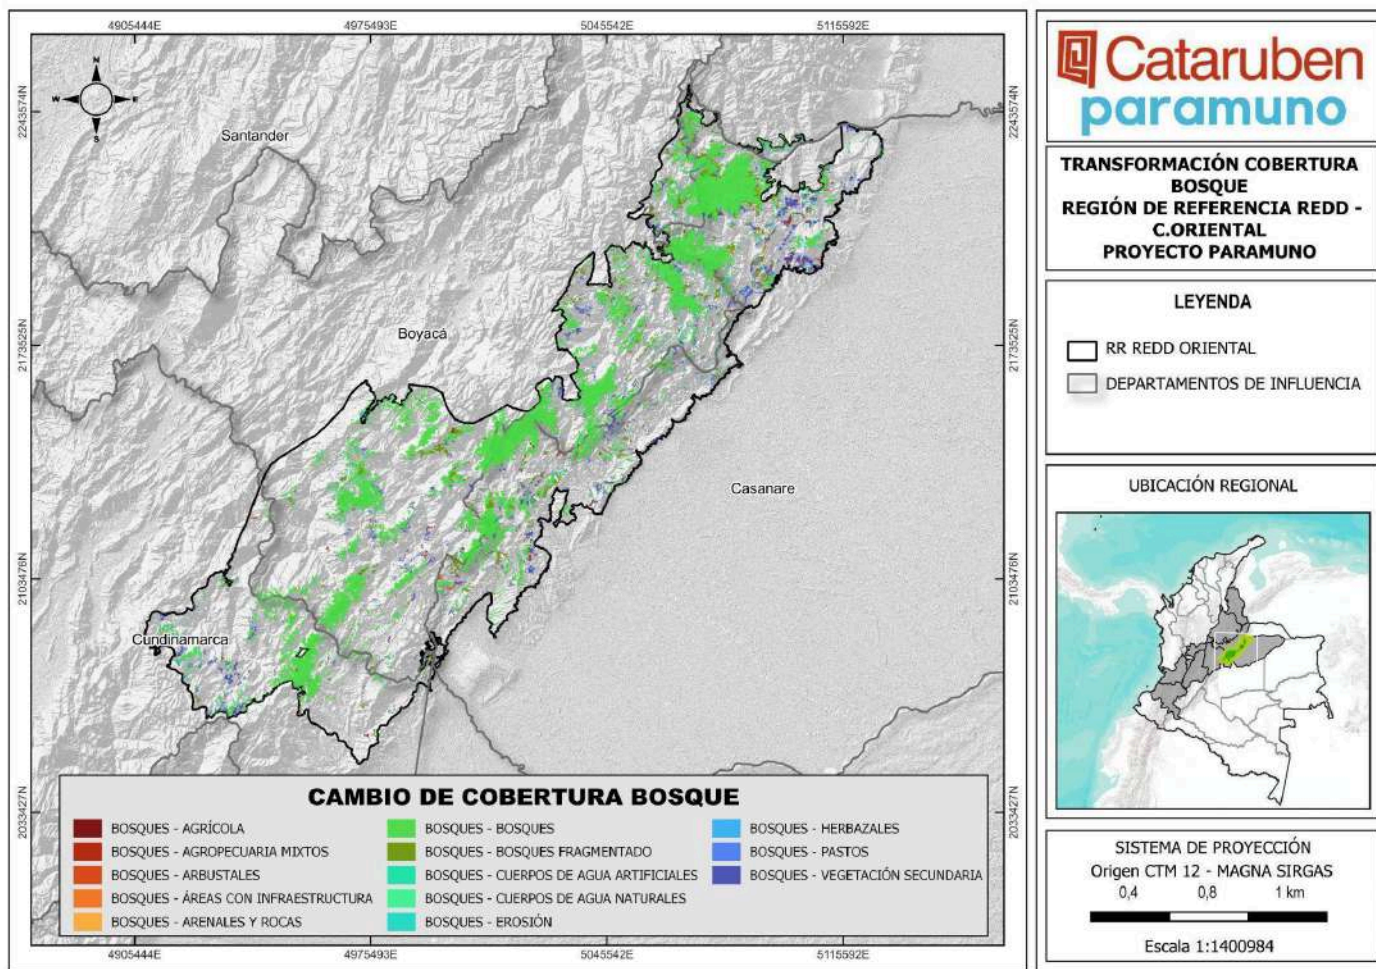 4905444E
4975493E
5045542E
5115592E
2243574N
2173525N
2103476N
2033427N
2243574N
2173525N
2103476N
2033427N
N
W
E
S
Santander
Boyacá
Casanare
Cundinamarca
CAMBIO DE COBERTURA BOSQUE
BOSQUES - AGRÍCOLA
BOSQUES - AGROPECUARIA MIXTOS
BOSQUES - ARBUSTALES
BOSQUES - ÁREAS CON INFRAESTRUCTURA
BOSQUES - ARENALES Y ROCAS
BOSQUES - BOSQUES
BOSQUES - BOSQUES FRAGMENTADO
BOSQUES - CUERPOS DE AGUA ARTIFICIALES
BOSQUES - CUERPOS DE AGUA NATURALES
BOSQUES - EROSIÓN
BOSQUES - HERBAZALES
BOSQUES - PASTOS
BOSQUES - VEGETACIÓN SECUNDARIA
4905444E
4975493E
5045542E
5115592E
Cataruben
paramuno
TRANSFORMACIÓN COBERTURA
BOSQUE
REGIÓN DE REFERENCIA REDD -
C.ORIENTAL
PROYECTO PARAMUNO
LEYENDA
RR REDD ORIENTAL
DEPARTAMENTOS DE INFLUENCIA
UBICACIÓN REGIONAL
SISTEMA DE PROYECCIÓN
Origen CTM 12 - MAGNA SIRGAS
0,4 0,8 1 km
Escala 1:1400984